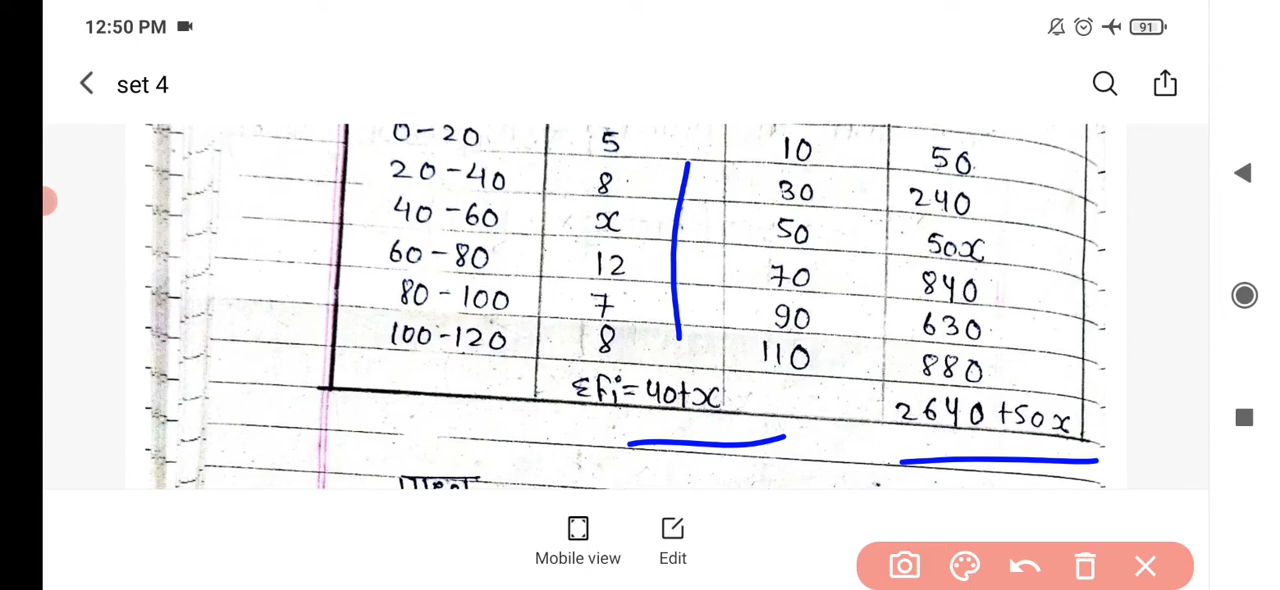 12:50 PM
91
set 4
0-20 5 10 50
20-40 8 30 240
40-60 x 50 50x
60-80 12 70 840
80-100 7 90 630
100-120 8 110 880
Σfi=40+x 2640+50x
Mobile view
Edit